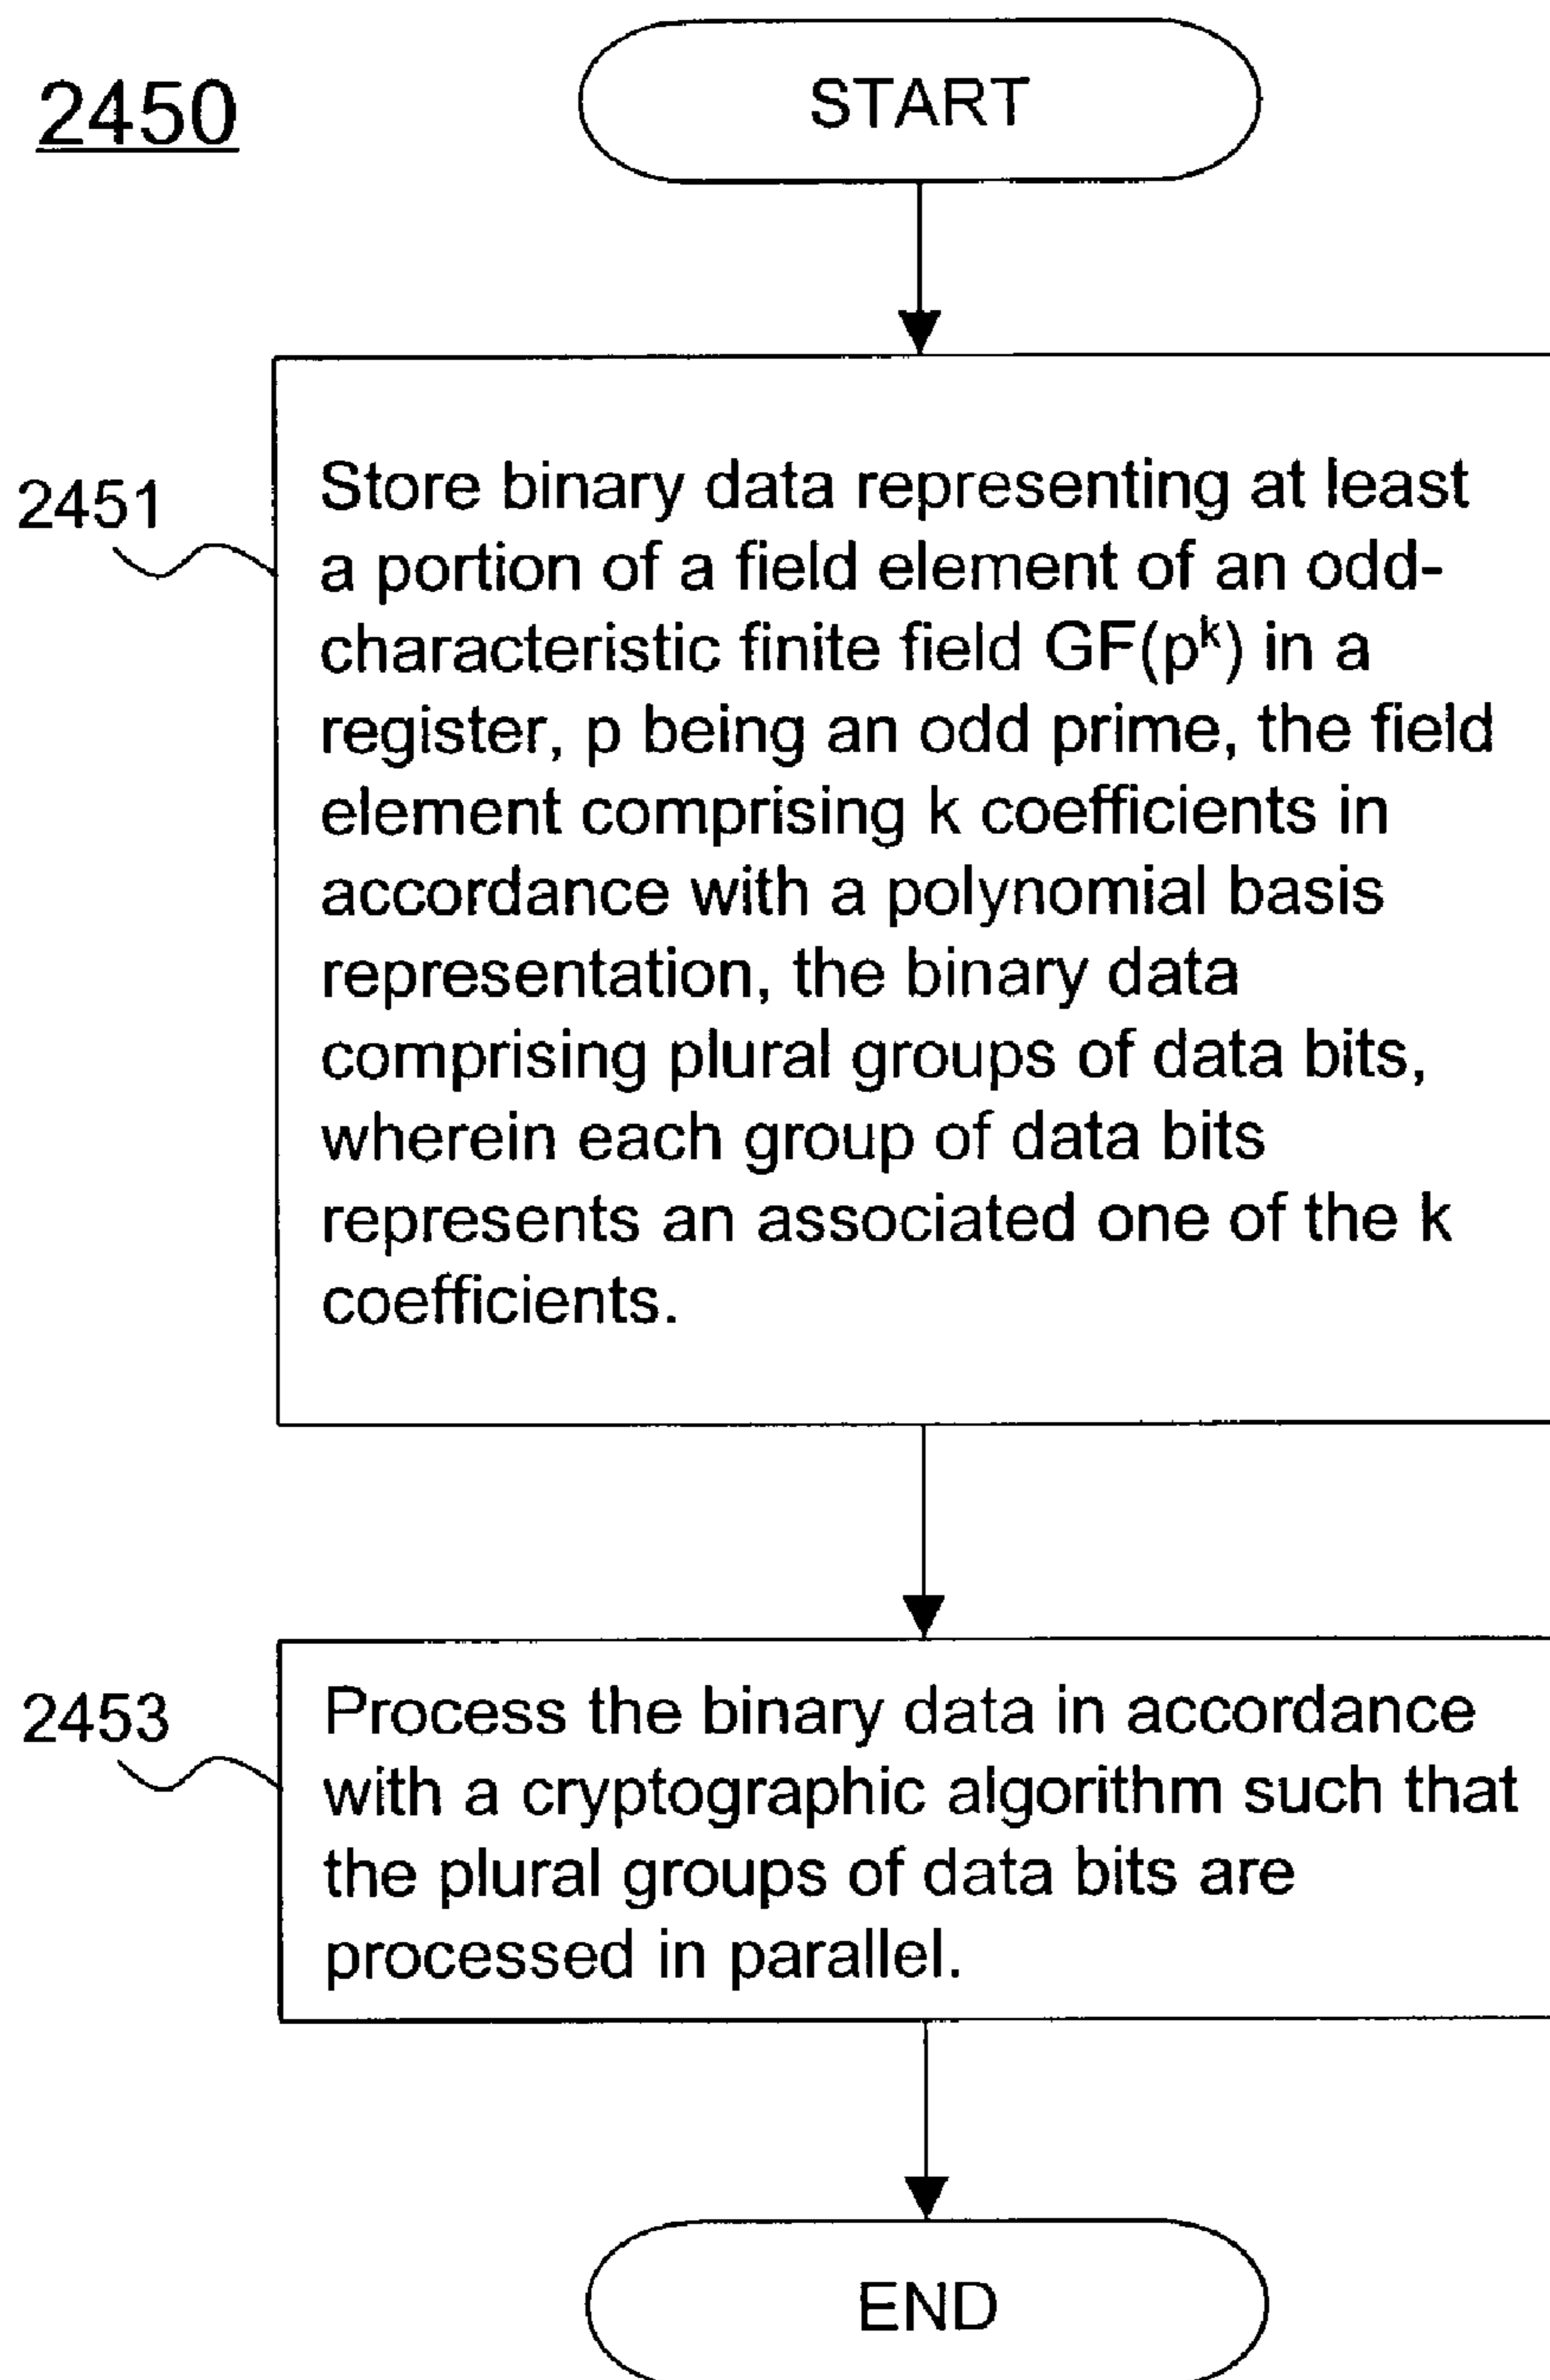 2450
START
2451
Store binary data representing at least
a portion of a field element of an odd-
characteristic finite field GF(pᵏ) in a
register, p being an odd prime, the field
element comprising k coefficients in
accordance with a polynomial basis
representation, the binary data
comprising plural groups of data bits,
wherein each group of data bits
represents an associated one of the k
coefficients.
2453
Process the binary data in accordance
with a cryptographic algorithm such that
the plural groups of data bits are
processed in parallel.
END